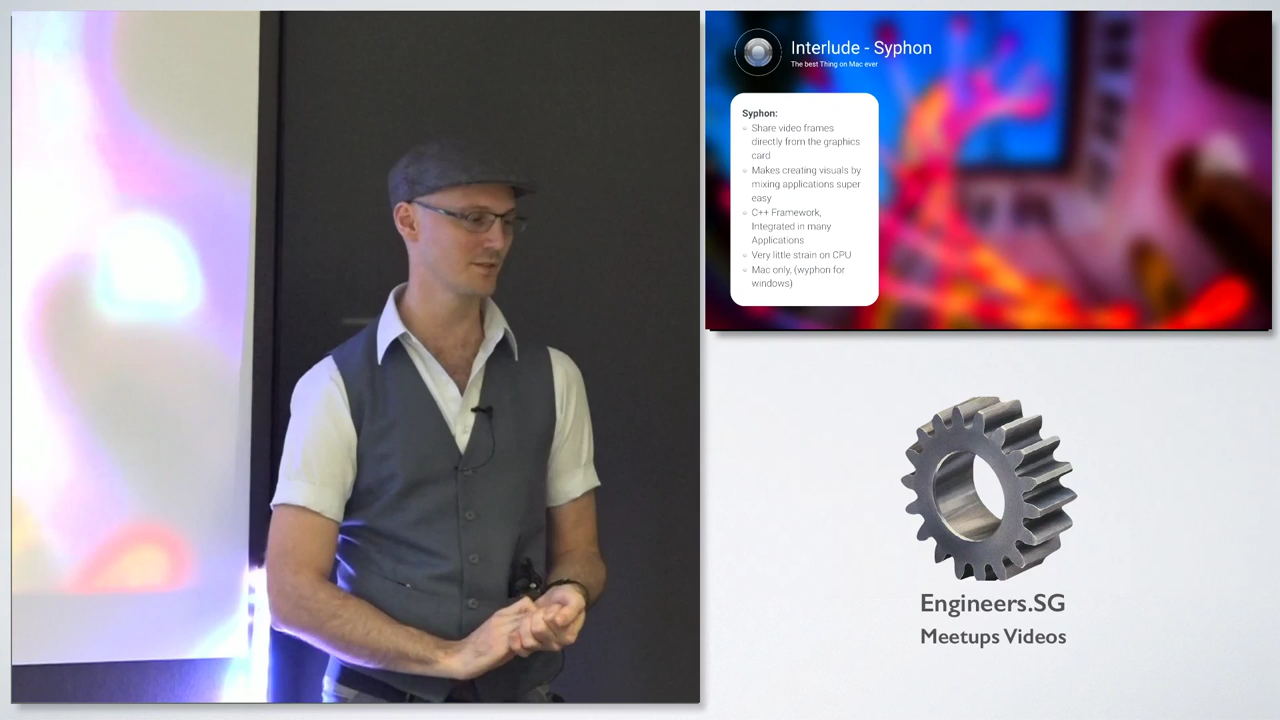 Interlude - Syphon
The best Thing on Mac ever
Syphon:
Share video frames
directly from the graphics
card
Makes creating visuals by
mixing applications super
easy
C++ Framework,
Integrated in many
Applications
Very little strain on CPU
Mac only, (wyphon for
windows)
Engineers.SG
Meetups Videos